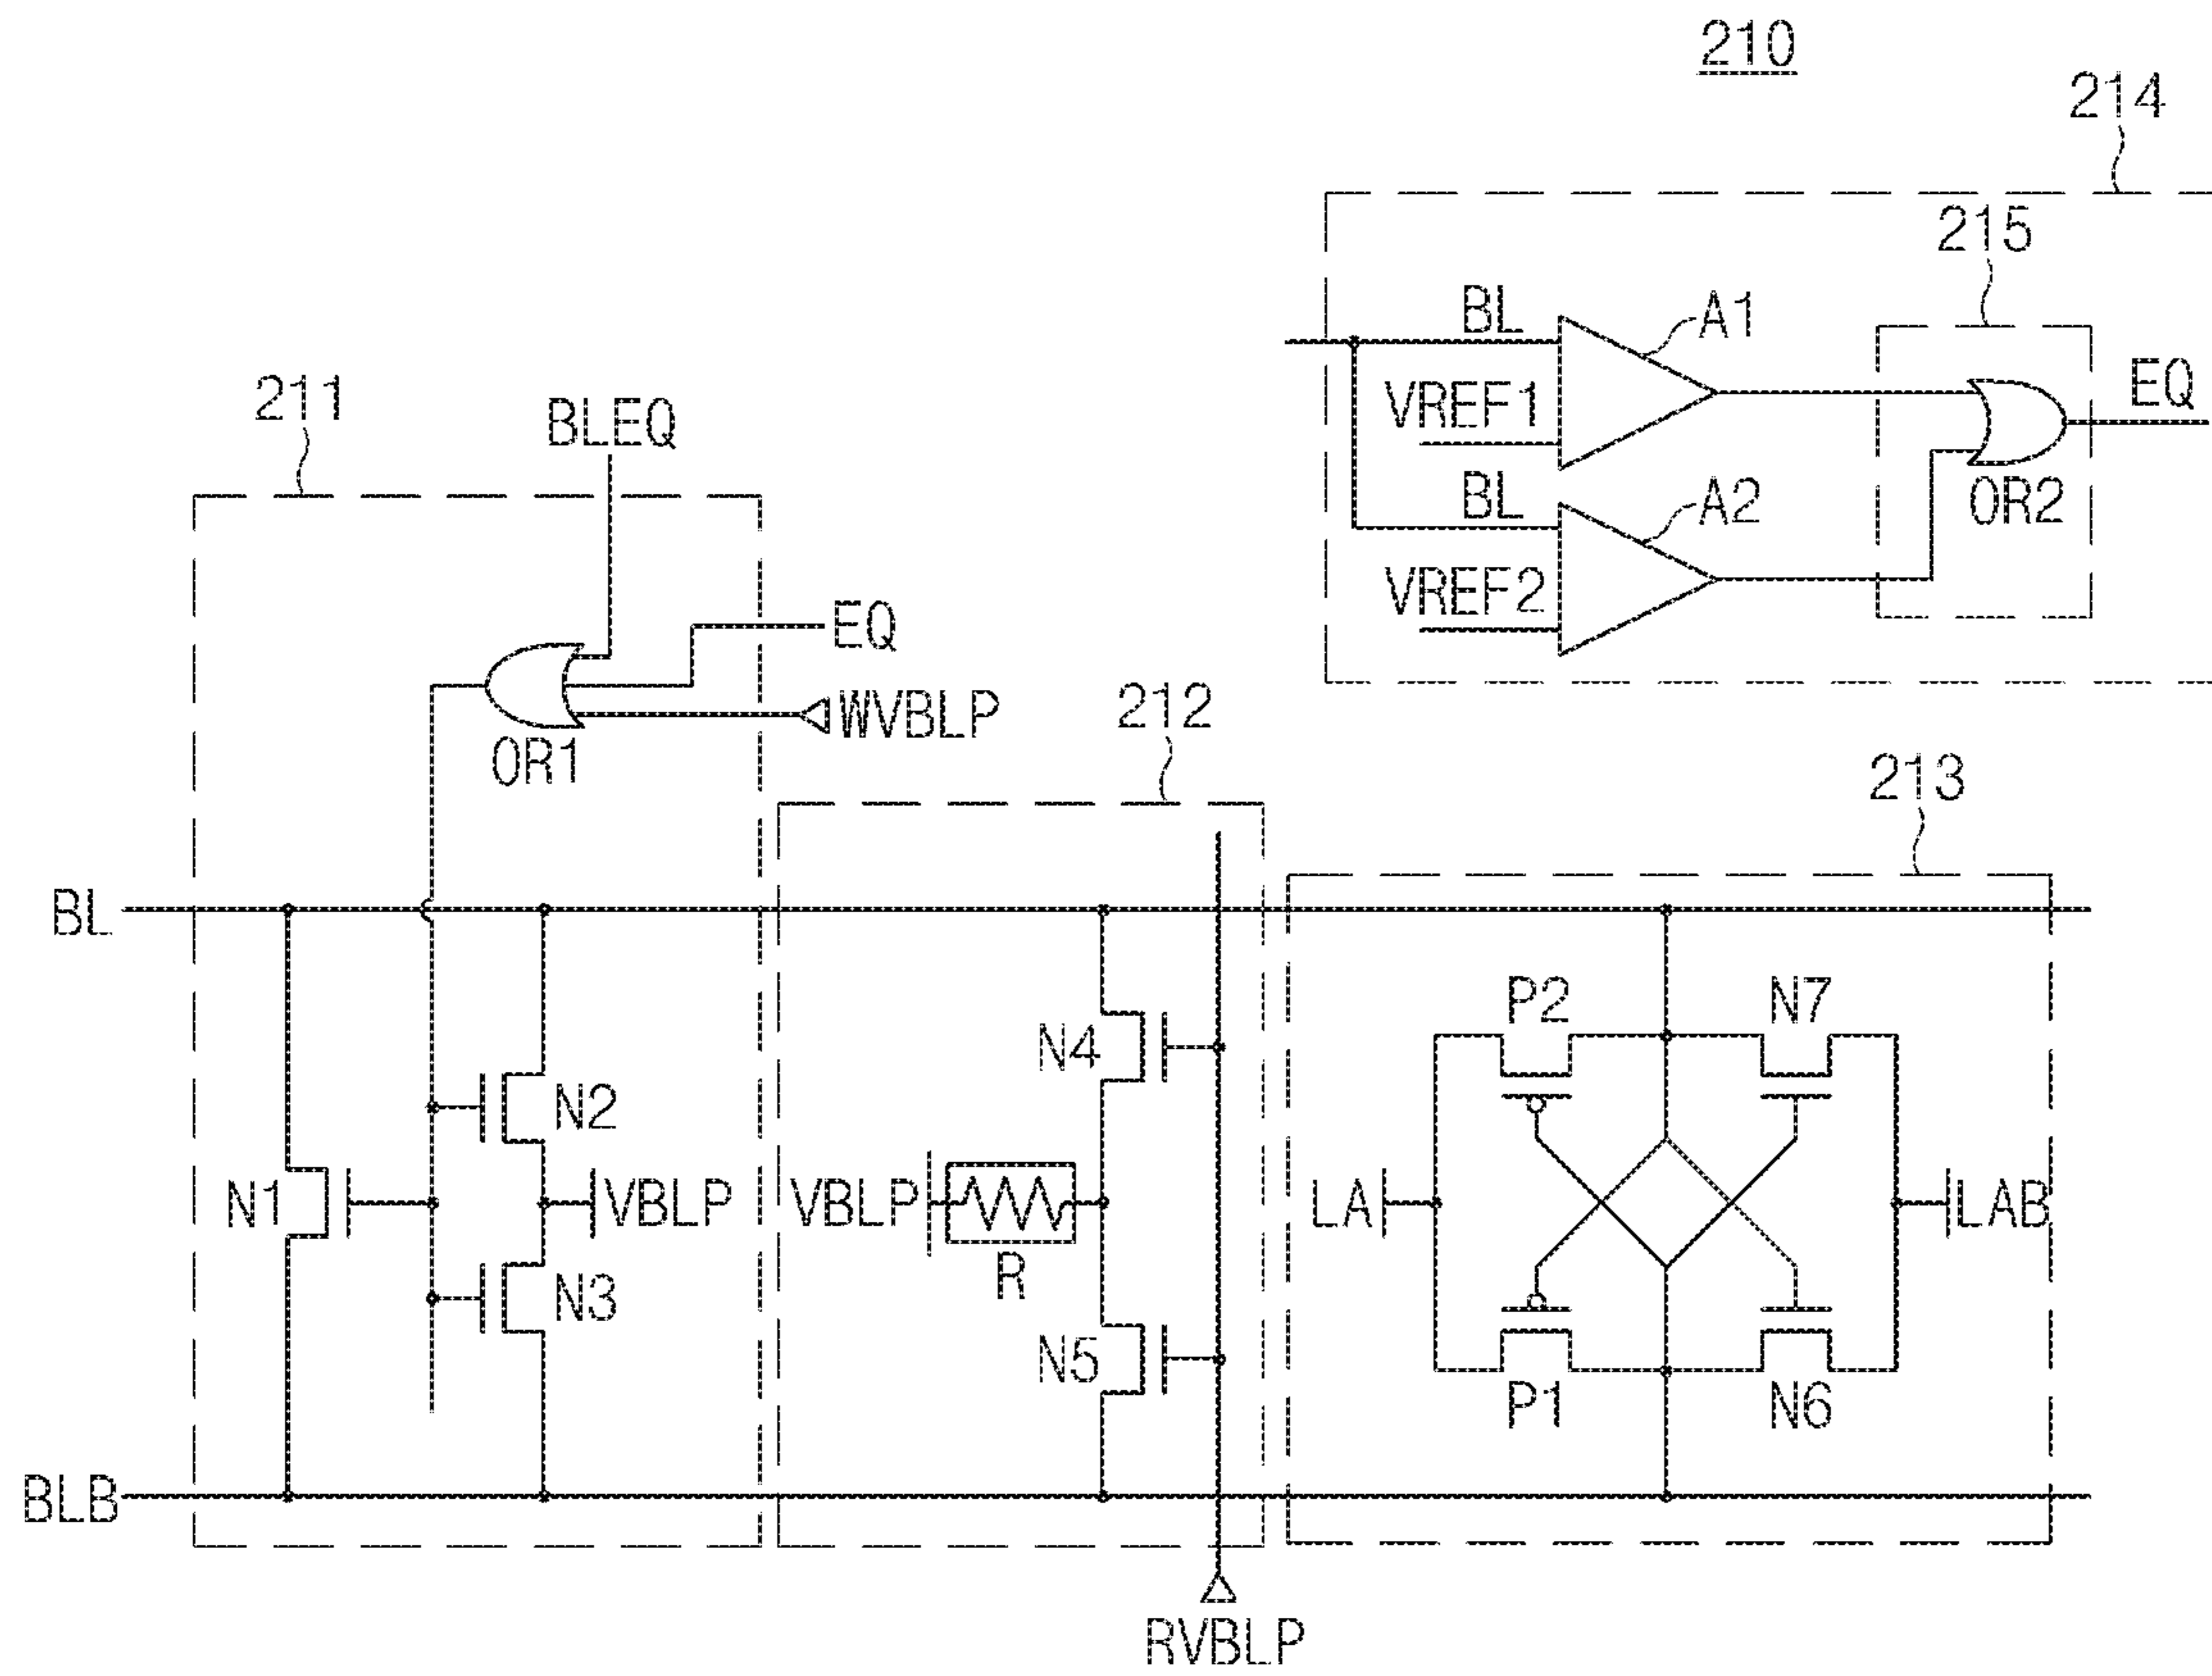 210
214
215
BL
A1
VREF1
EQ
BL
A2
OR2
VREF2
211
BLEQ
EQ
WVBLP
OR1
212
213
BL
P2
N7
N4
N2
N1
VBLP
VBLP
LA
LAB
R
N3
N5
P1
N6
BLB
RVBLP